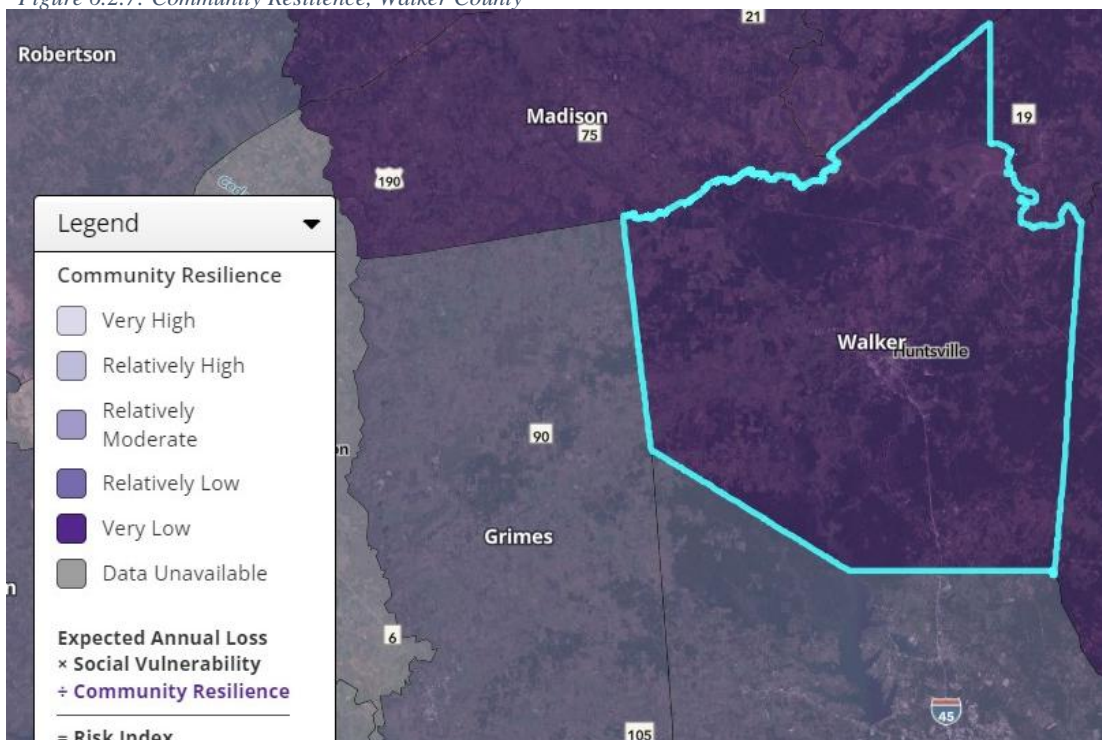 Figure 6.2.7: Community Resilience, Walker County
21
Robertson
Madison
75
19
190
Legend
Community Resilience
Very High
Relatively High
Relatively
Moderate
Relatively Low
Very Low
Data Unavailable
Expected Annual Loss
× Social Vulnerability
÷ Community Resilience
= Risk Index
Walker
Huntsville
90
Grimes
6
45
105